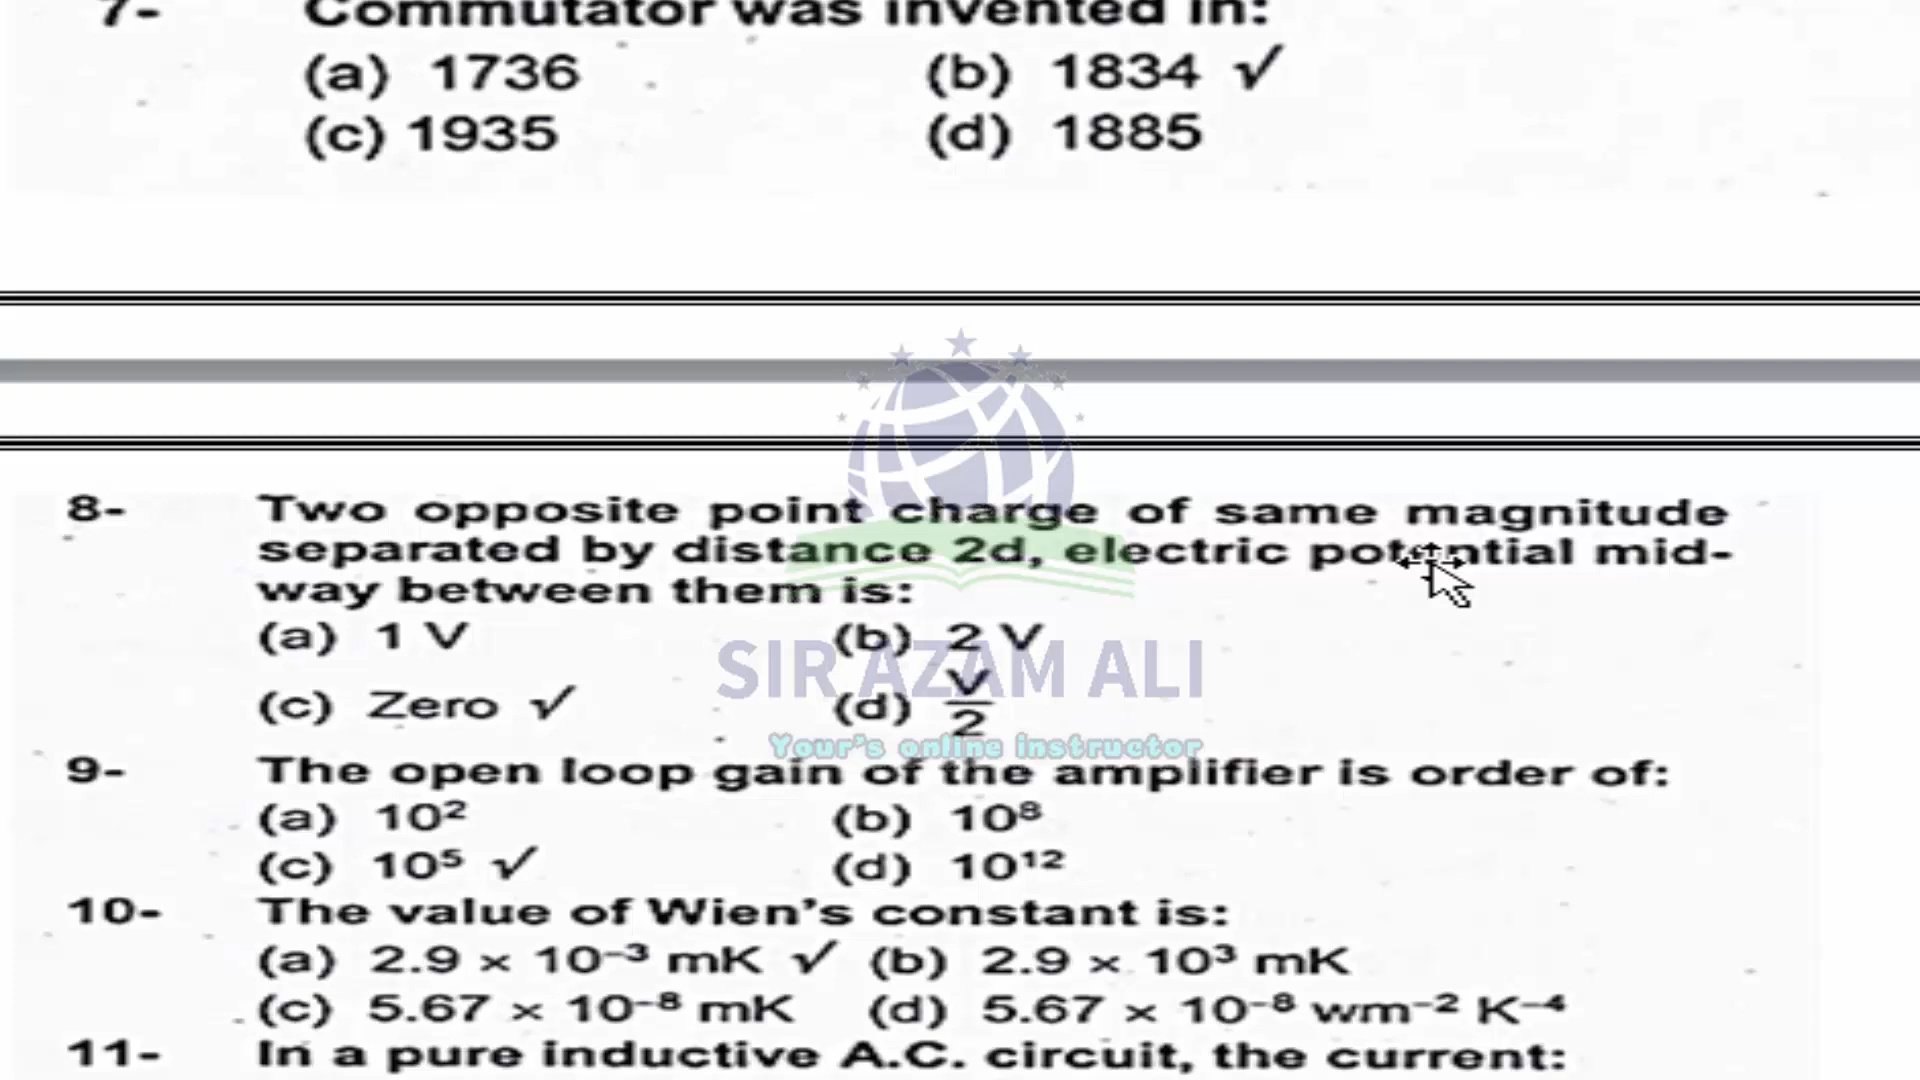 7- Commutator was invented in:
(a) 1736 (b) 1834 ✓
(c) 1935 (d) 1885
8- Two opposite point charge of same magnitude
separated by distance 2d, electric potential mid-
way between them is:
(a) 1 V (b) 2 V
(c) Zero ✓ (d) V/2
SIR AZAM ALI
Your's online instructor
9- The open loop gain of the amplifier is order of:
(a) 10² (b) 10⁸
(c) 10⁵ ✓ (d) 10¹²
10- The value of Wien's constant is:
(a) 2.9 × 10⁻³ mK ✓ (b) 2.9 × 10³ mK
(c) 5.67 × 10⁻⁸ mK (d) 5.67 × 10⁻⁸ wm⁻² K⁻⁴
11- In a pure inductive A.C. circuit, the current: